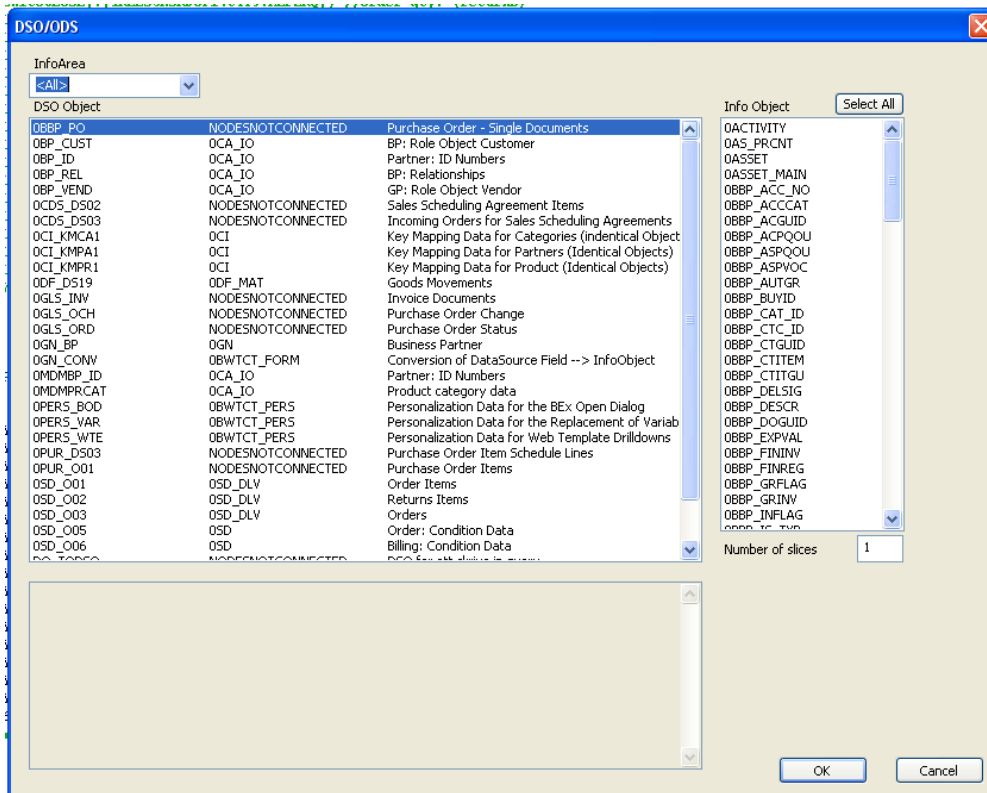 DSO/ODS
InfoArea
<All>
DSO Object
Info Object
Select All
0BBP_PO NODESNOTCONNECTED Purchase Order - Single Documents
0BP_CUST 0CA_IO BP: Role Object Customer
0BP_ID 0CA_IO Partner: ID Numbers
0BP_REL 0CA_IO BP: Relationships
0BP_VEND 0CA_IO GP: Role Object Vendor
0CDS_DS02 NODESNOTCONNECTED Sales Scheduling Agreement Items
0CDS_DS03 NODESNOTCONNECTED Incoming Orders for Sales Scheduling Agreements
0CI_KMCA1 0CI Key Mapping Data for Categories (indentical Object
0CI_KMPA1 0CI Key Mapping Data for Partners (Identical Objects)
0CI_KMPR1 0CI Key Mapping Data for Product (Identical Objects)
0DF_DS19 0DF_MAT Goods Movements
0GLS_INV NODESNOTCONNECTED Invoice Documents
0GLS_OCH NODESNOTCONNECTED Purchase Order Change
0GLS_ORD NODESNOTCONNECTED Purchase Order Status
0GN_BP 0GN Business Partner
0GN_CONV 0BWTCT_FORM Conversion of DataSource Field --> InfoObject
0MDMBP_ID 0CA_IO Partner: ID Numbers
0MDMPRCAT 0CA_IO Product category data
0PERS_BOD 0BWTCT_PERS Personalization Data for the BEx Open Dialog
0PERS_VAR 0BWTCT_PERS Personalization Data for the Replacement of Variab
0PERS_WTE 0BWTCT_PERS Personalization Data for Web Template Drilldowns
0PUR_DS03 NODESNOTCONNECTED Purchase Order Item Schedule Lines
0PUR_O01 NODESNOTCONNECTED Purchase Order Items
0SD_O01 0SD_DLV Order Items
0SD_O02 0SD_DLV Returns Items
0SD_O03 0SD_DLV Orders
0SD_O05 0SD Order: Condition Data
0SD_O06 0SD Billing: Condition Data
0ACTIVITY
0AS_PRCNT
0ASSET
0ASSET_MAIN
0BBP_ACC_NO
0BBP_ACCCAT
0BBP_ACGUID
0BBP_ACPQOU
0BBP_ASPQOU
0BBP_ASPVOC
0BBP_AUTGR
0BBP_BUYID
0BBP_CAT_ID
0BBP_CTC_ID
0BBP_CTGUID
0BBP_CTITEM
0BBP_CTITGU
0BBP_DELSIG
0BBP_DESCR
0BBP_DOGUID
0BBP_EXPVAL
0BBP_FININV
0BBP_FINREG
0BBP_GRFLAG
0BBP_GRINV
0BBP_INFLAG
Number of slices 1
OK Cancel